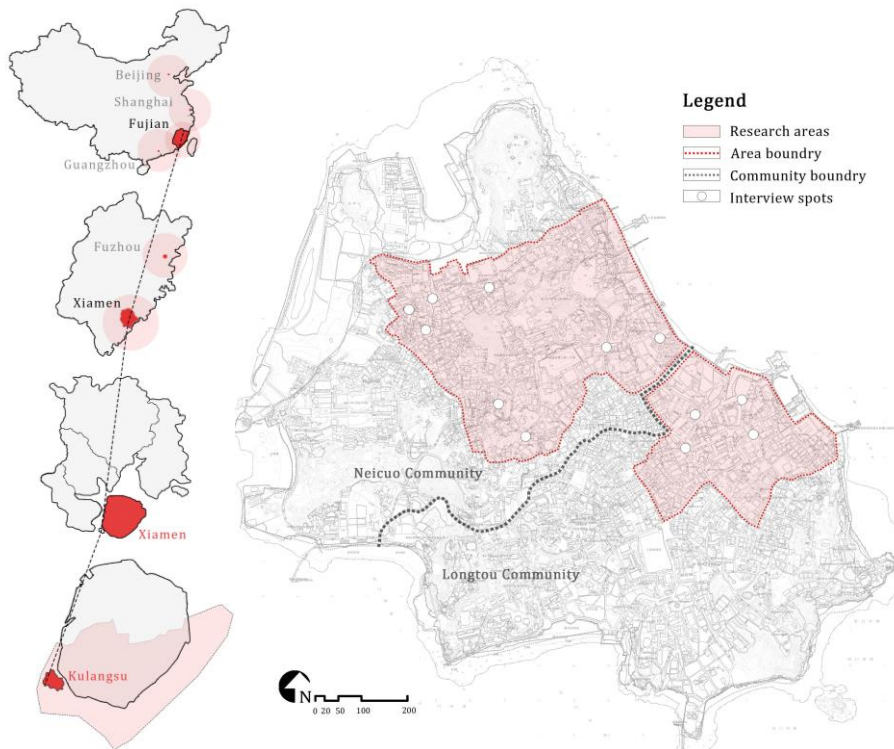 Beijing
Shanghai
Fujian
Guangzhou
Fuzhou
Xiamen
Xiamen
Kulangsu
Legend
Research areas
Area boundry
Community boundry
Interview spots
Neicuo Community
Longtou Community
N
0 20 50 100 200